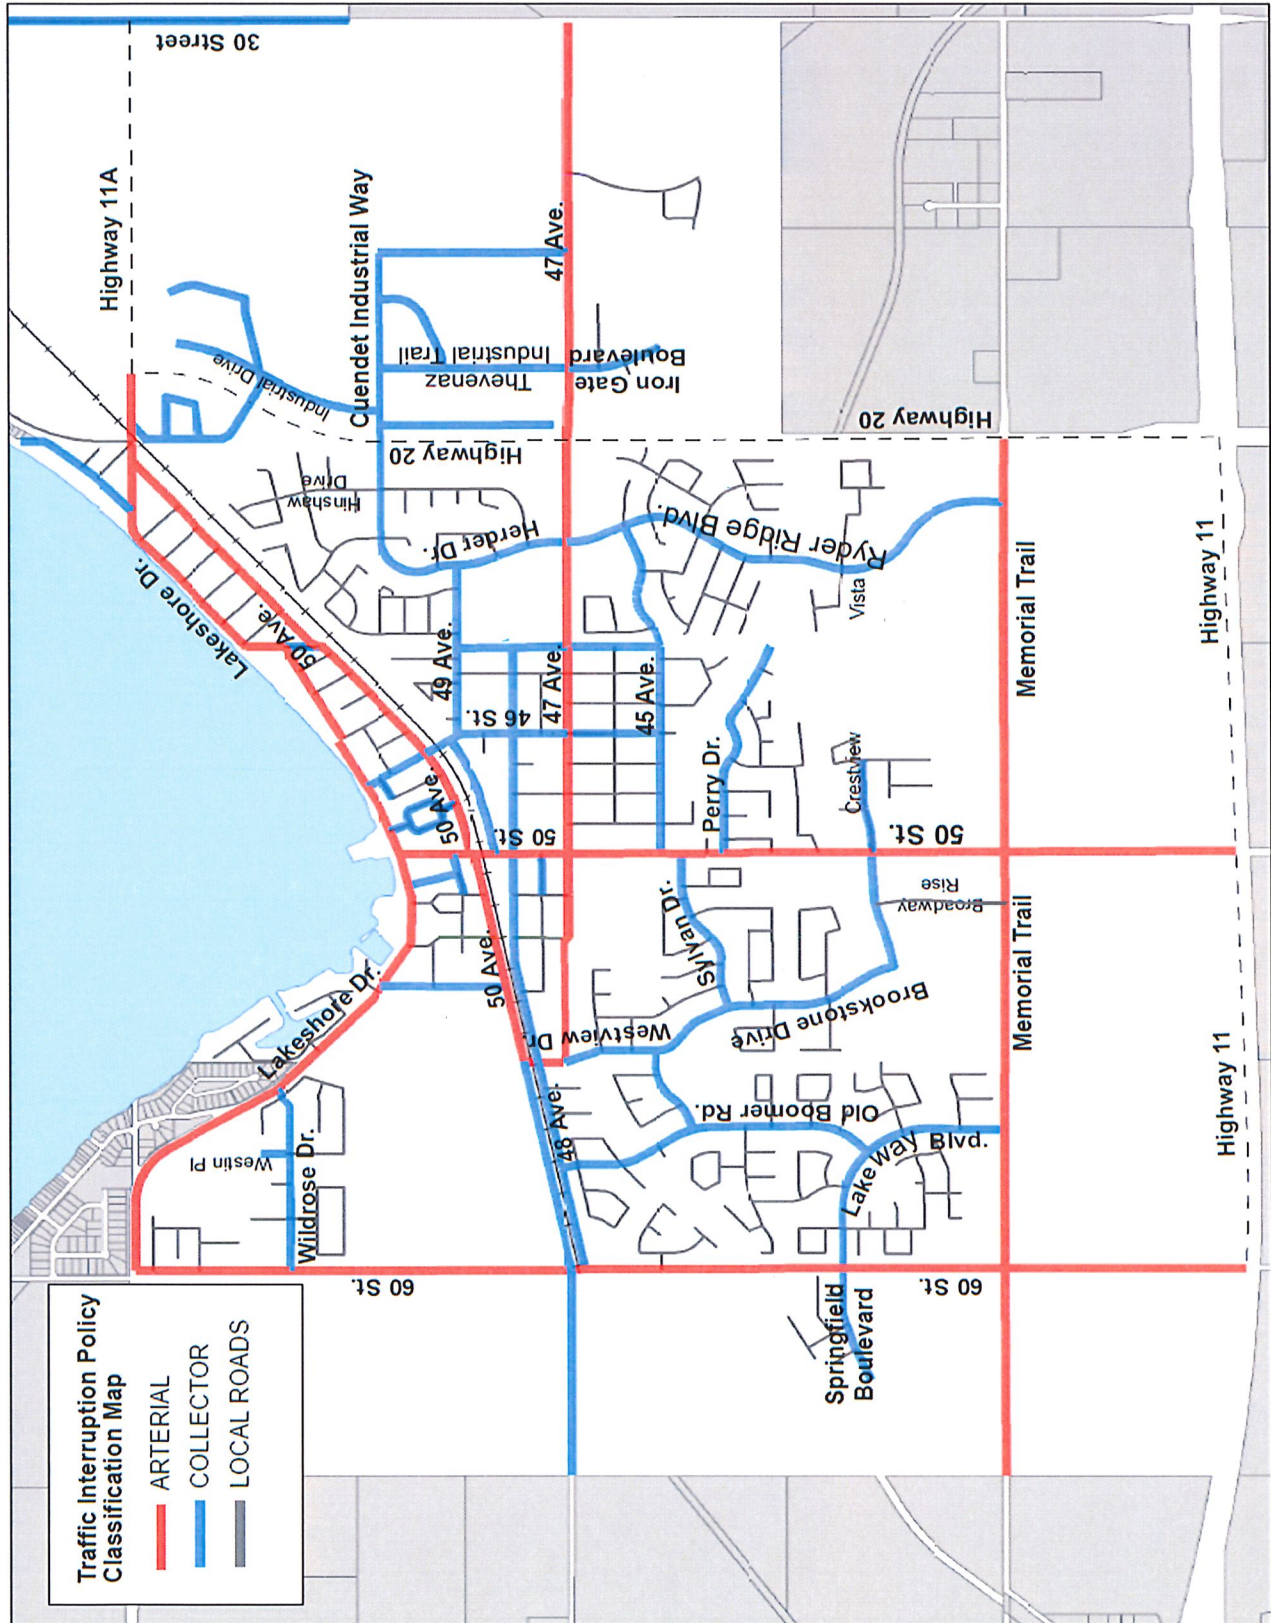 Traffic Interruption Policy
Classification Map
ARTERIAL
COLLECTOR
LOCAL ROADS
30 Street
Highway 11A
Cuendet Industrial Way
Industrial Drive
47 Ave.
Thevenaz
Industrial Trail
Iron Gate
Boulevard
Highway 20
Highway 20
Hinshaw
Drive
Herder Dr.
Ryder Ridge Blvd.
Vista
Lakeshore Dr.
50 Ave.
49 Ave.
46 St.
47 Ave.
45 Ave.
Perry Dr.
Crestview
50 Ave.
50 St.
50 St.
Broadway
Rise
Memorial Trail
Highway 11
Memorial Trail
Highway 11
Sylvan Dr.
50 Ave.
Westview Dr.
Brookstone Drive
Lakeshore Dr.
48 Ave.
Old Boomer Rd.
Lake Way Blvd.
Westin Pl
Wildrose Dr.
60 St.
60 St.
Springfield
Boulevard